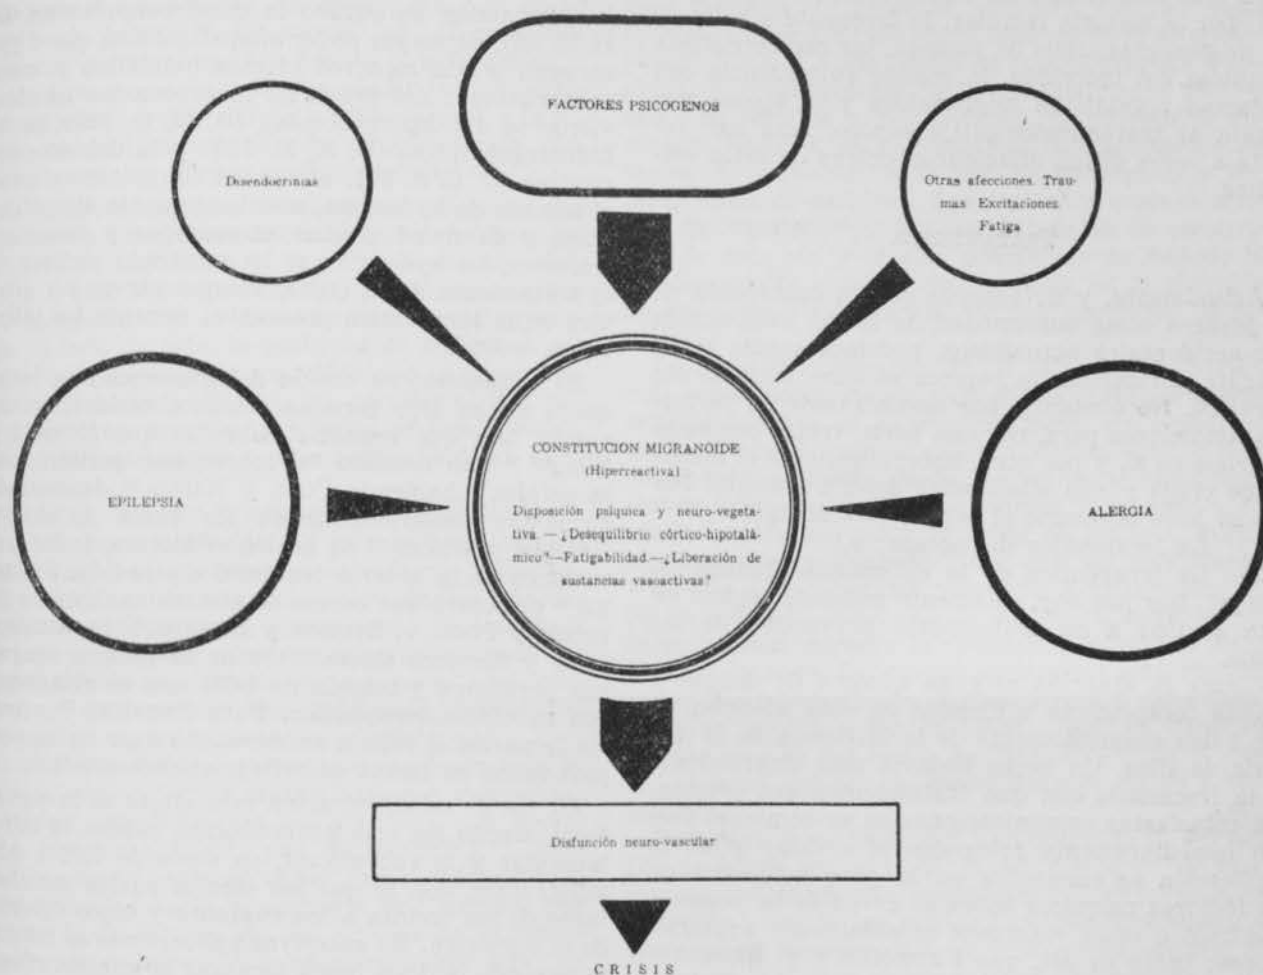 FACTORES PSICOGENOS
Disendocrinias
Otras afecciones. Trau-
mas Exritaciones
Fatiga
CONSTITUCION MIGRANOIDE
(Hiperreactiva)
Disposición psíquica y neuro-vegeta-
tiva. — ¿Desequilibrio córtico-hipotalá-
mico?—Fatigabilidad.—¿Liberación de
sustancias vasoactivas?
EPILEPSIA
ALERGIA
Disfunción neuro-vascular
CRISIS